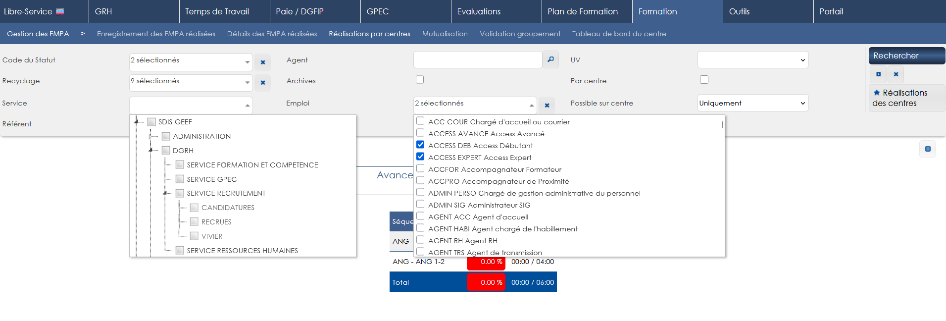 Libre-Service GRH Temps de Travail Paie / DGFIP GPEC Evaluations Plan de Formation Formation Outils Portail
Gestion des FMPA Enregistrement des FMPA réalisées Détails des FMPA réalisées Réalisations par centres Mutualisation Validation groupement Tableau de bord du centre
Code du Statut 2 sélectionnés Agent UV Rechercher
Recyclage 9 sélectionnés Archives Par centre
Service Emploi 2 sélectionnés Possible sur centre Uniquement
Réalisations
des centres
Référent
SDIS GEEF
ADMINISTRATION
DGRH
SERVICE FORMATION ET COMPETENCE
SERVICE GPEC
SERVICE RECRUTEMENT
CANDIDATURES
RECRUES
VIVIER
SERVICE RESSOURCES HUMAINES
ACC COUR Chargé d'accueil ou courrier
ACCESS AVANCE Access Avancé
ACCESS DEB Access Débutant
ACCESS EXPERT Access Expert
ACCFOR Accompagnateur Formateur
ACCPRO Accompagnateur de Proximité
ADMIN PERSO Chargé de gestion administrative du personnel
ADMIN SIG Administrateur SIG
AGENT ACC Agent d'accueil
AGENT HABI Agent chargé de l'habillement
AGENT RH Agent RH
AGENT TRS Agent de transmission
Avance
Séque
ANG
ANG - ANG 1-2 0.00 % 00:00 / 04:00
Total 0.00 % 00:00 / 06:00